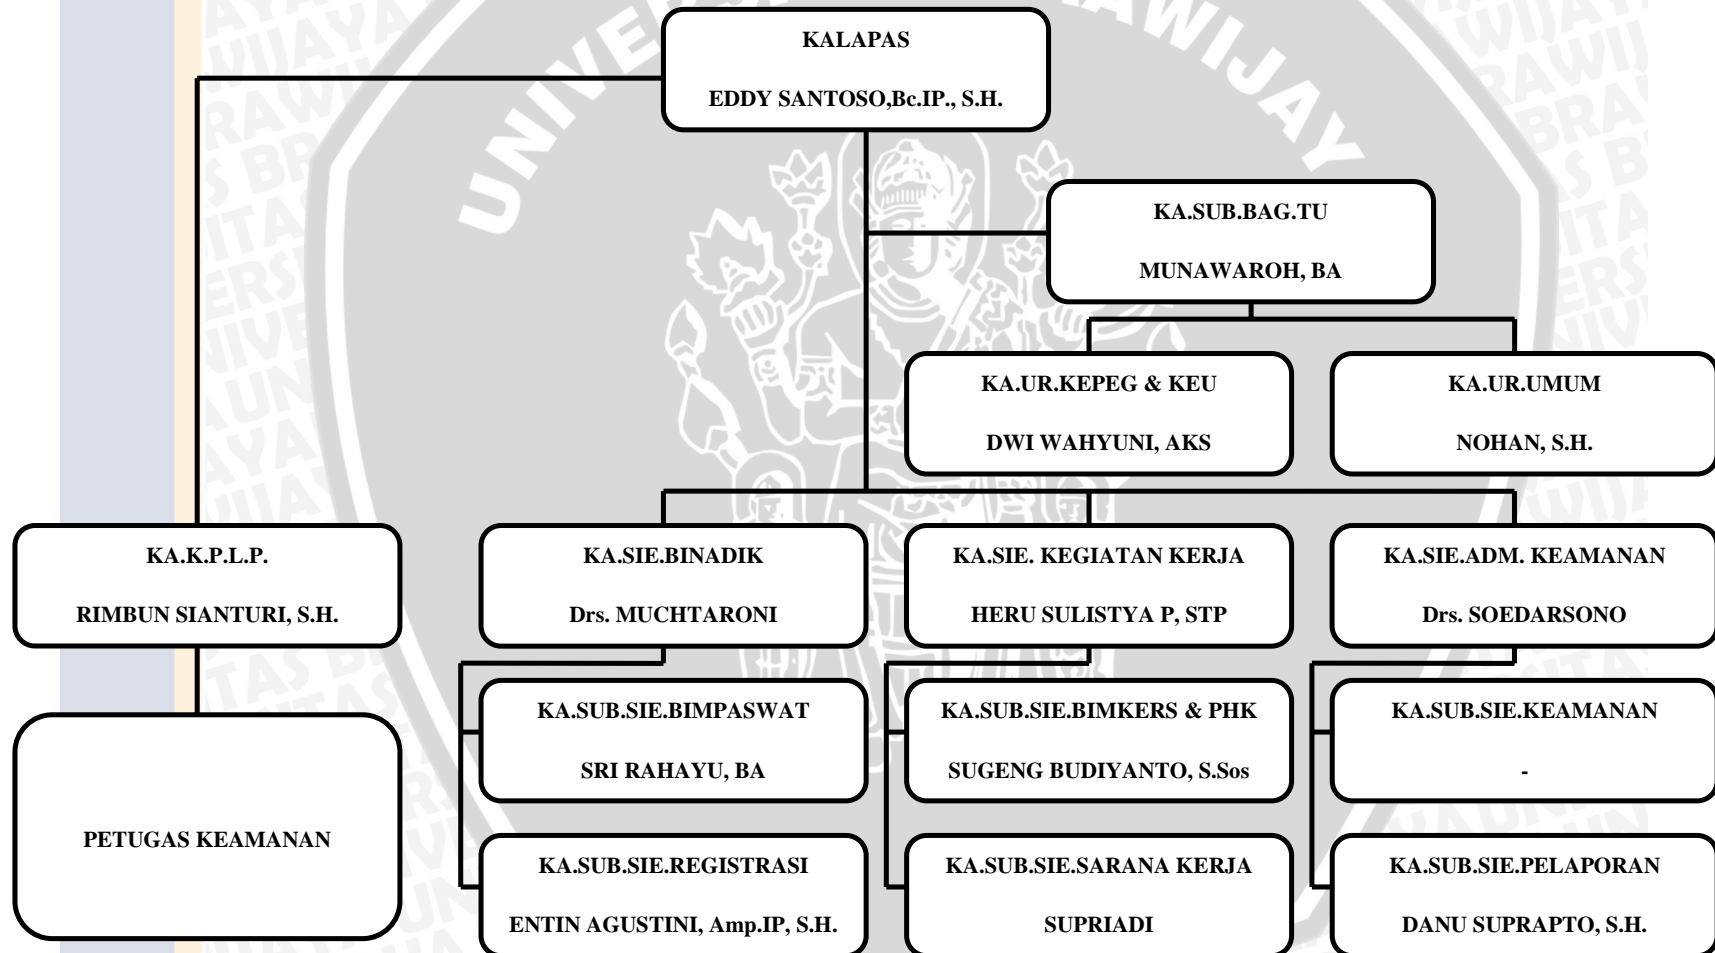 UNIVERSITAS BRAWIJAYA
KALAPAS
EDDY SANTOSO,Bc.IP., S.H.
KA.SUB.BAG.TU
MUNAWAROH, BA
KA.UR.KEPEG & KEU
DWI WAHYUNI, AKS
KA.UR.UMUM
NOHAN, S.H.
KA.K.P.L.P.
RIMBUN SIANTURI, S.H.
KA.SIE.BINADIK
Drs. MUCHTARONI
KA.SIE. KEGIATAN KERJA
HERU SULISTYA P, STP
KA.SIE.ADM. KEAMANAN
Drs. SOEDARSONO
PETUGAS KEAMANAN
KA.SUB.SIE.BIMPASWAT
SRI RAHAYU, BA
KA.SUB.SIE.BIMKERS & PHK
SUGENG BUDIYANTO, S.Sos
KA.SUB.SIE.KEAMANAN
-
KA.SUB.SIE.REGISTRASI
ENTIN AGUSTINI, Amp.IP, S.H.
KA.SUB.SIE.SARANA KERJA
SUPRIADI
KA.SUB.SIE.PELAPORAN
DANU SUPRAPTO, S.H.